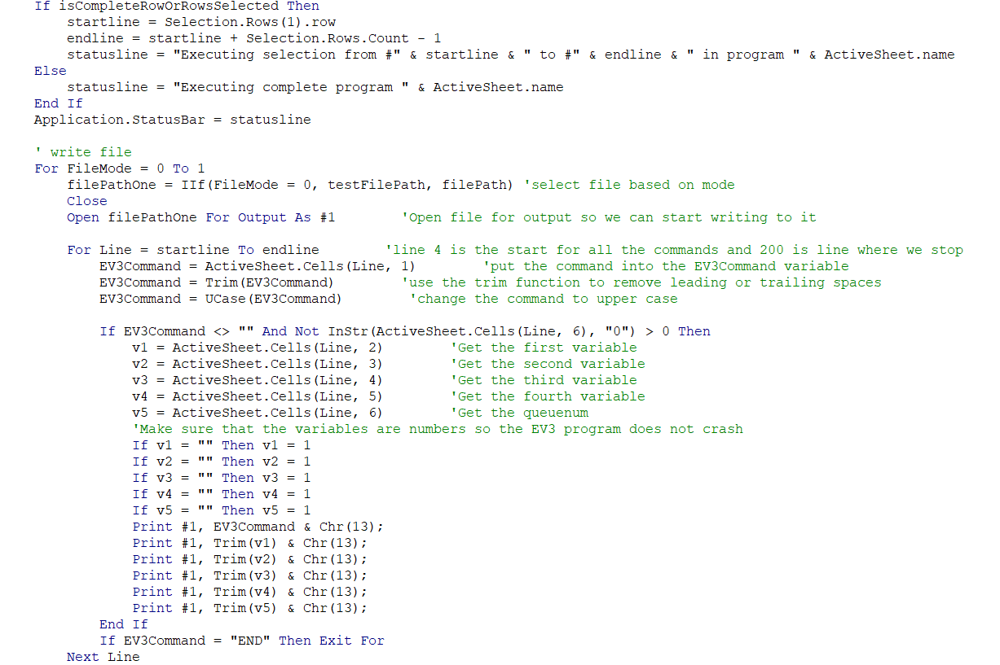 If isCompleteRowOrRowsSelected Then
    startline = Selection.Rows(1).row
    endline = startline + Selection.Rows.Count - 1
    statusline = "Executing selection from #" & startline & " to #" & endline & " in program " & ActiveSheet.name
Else
    statusline = "Executing complete program " & ActiveSheet.name
End If
Application.StatusBar = statusline

' write file
For FileMode = 0 To 1
    filePathOne = IIf(FileMode = 0, testFilePath, filePath) 'select file based on mode
    Close
    Open filePathOne For Output As #1        'Open file for output so we can start writing to it

    For Line = startline To endline        'line 4 is the start for all the commands and 200 is line where we stop
        EV3Command = ActiveSheet.Cells(Line, 1)        'put the command into the EV3Command variable
        EV3Command = Trim(EV3Command)        'use the trim function to remove leading or trailing spaces
        EV3Command = UCase(EV3Command)        'change the command to upper case

        If EV3Command <> "" And Not InStr(ActiveSheet.Cells(Line, 6), "0") > 0 Then
            v1 = ActiveSheet.Cells(Line, 2)        'Get the first variable
            v2 = ActiveSheet.Cells(Line, 3)        'Get the second variable
            v3 = ActiveSheet.Cells(Line, 4)        'Get the third variable
            v4 = ActiveSheet.Cells(Line, 5)        'Get the fourth variable
            v5 = ActiveSheet.Cells(Line, 6)        'Get the queuenum
            'Make sure that the variables are numbers so the EV3 program does not crash
            If v1 = "" Then v1 = 1
            If v2 = "" Then v2 = 1
            If v3 = "" Then v3 = 1
            If v4 = "" Then v4 = 1
            If v5 = "" Then v5 = 1
            Print #1, EV3Command & Chr(13);
            Print #1, Trim(v1) & Chr(13);
            Print #1, Trim(v2) & Chr(13);
            Print #1, Trim(v3) & Chr(13);
            Print #1, Trim(v4) & Chr(13);
            Print #1, Trim(v5) & Chr(13);
        End If
        If EV3Command = "END" Then Exit For
    Next Line